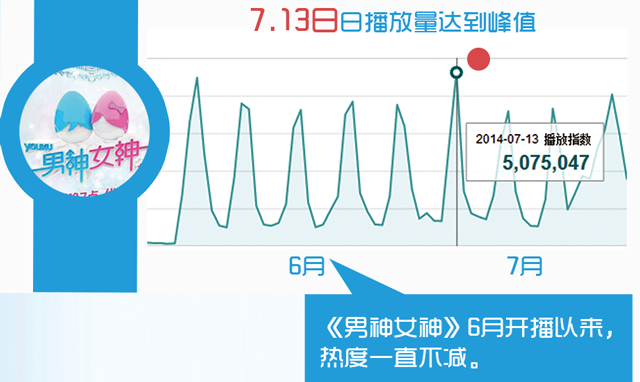 7.13日日播放量达到峰值
YOUKU
男神女神
2014-07-13 播放指数
5,075,047
6月
7月
《男神女神》6月开播以来,
热度一直不减。